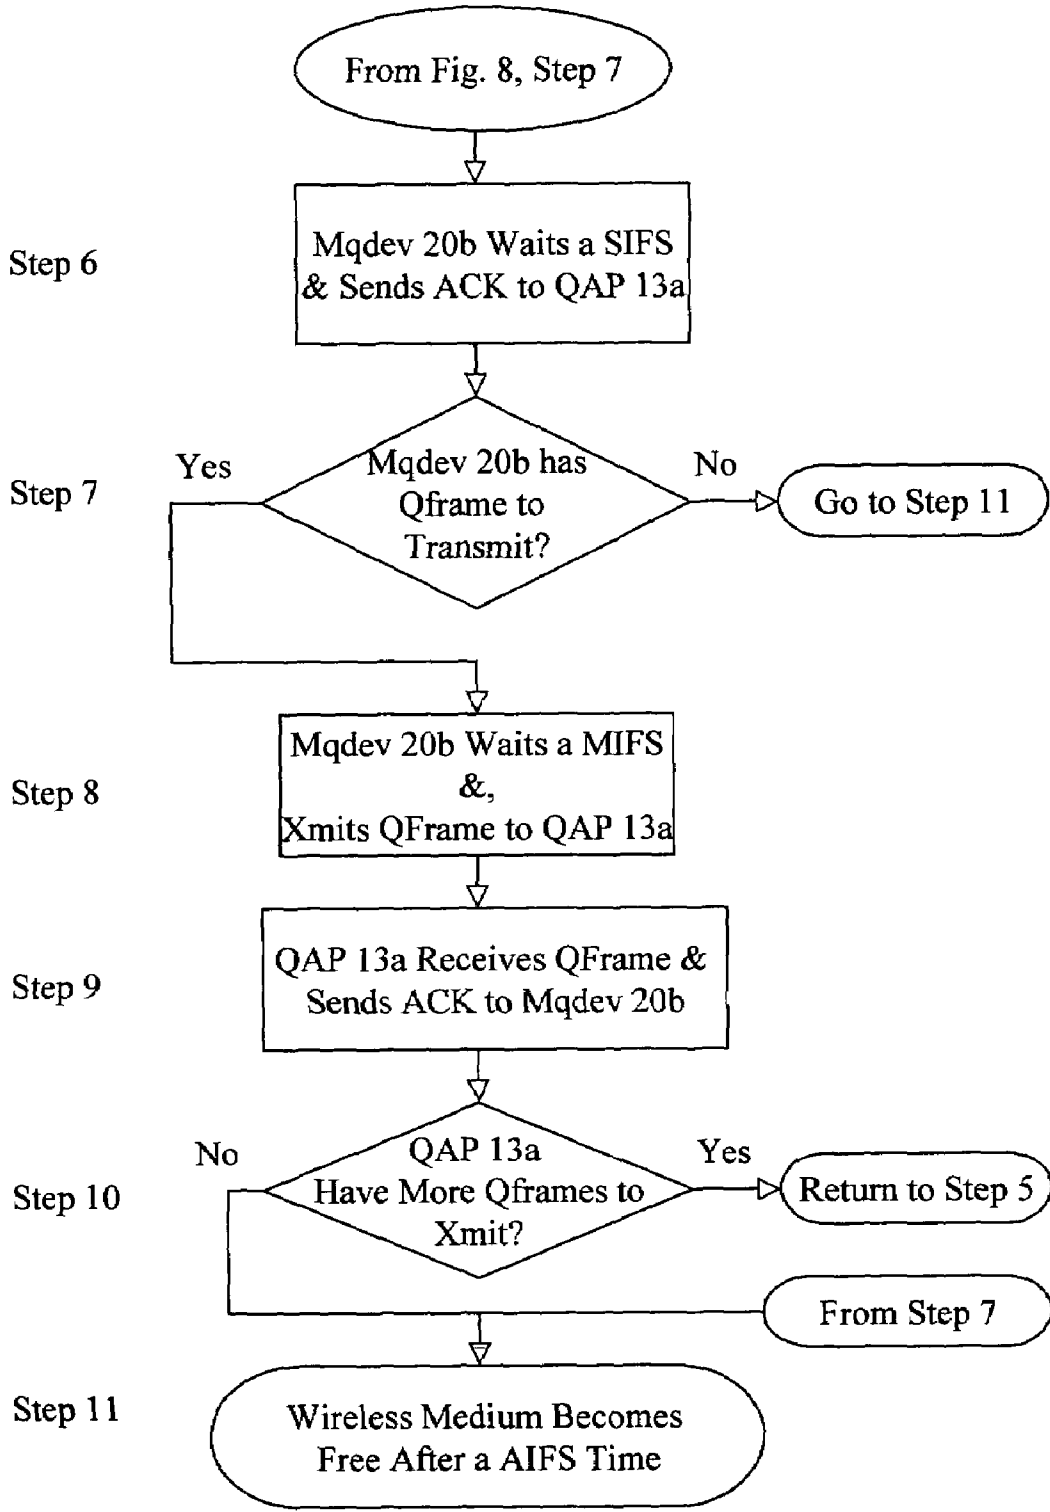 From Fig. 8, Step 7
Step 6
Mqdev 20b Waits a SIFS
& Sends ACK to QAP 13a
Yes
No
Step 7
Mqdev 20b has
Qframe to
Transmit?
Go to Step 11
Step 8
Mqdev 20b Waits a MIFS
&,
Xmits QFrame to QAP 13a
Step 9
QAP 13a Receives QFrame &
Sends ACK to Mqdev 20b
No
Yes
Step 10
QAP 13a
Have More Qframes to
Xmit?
Return to Step 5
From Step 7
Step 11
Wireless Medium Becomes
Free After a AIFS Time